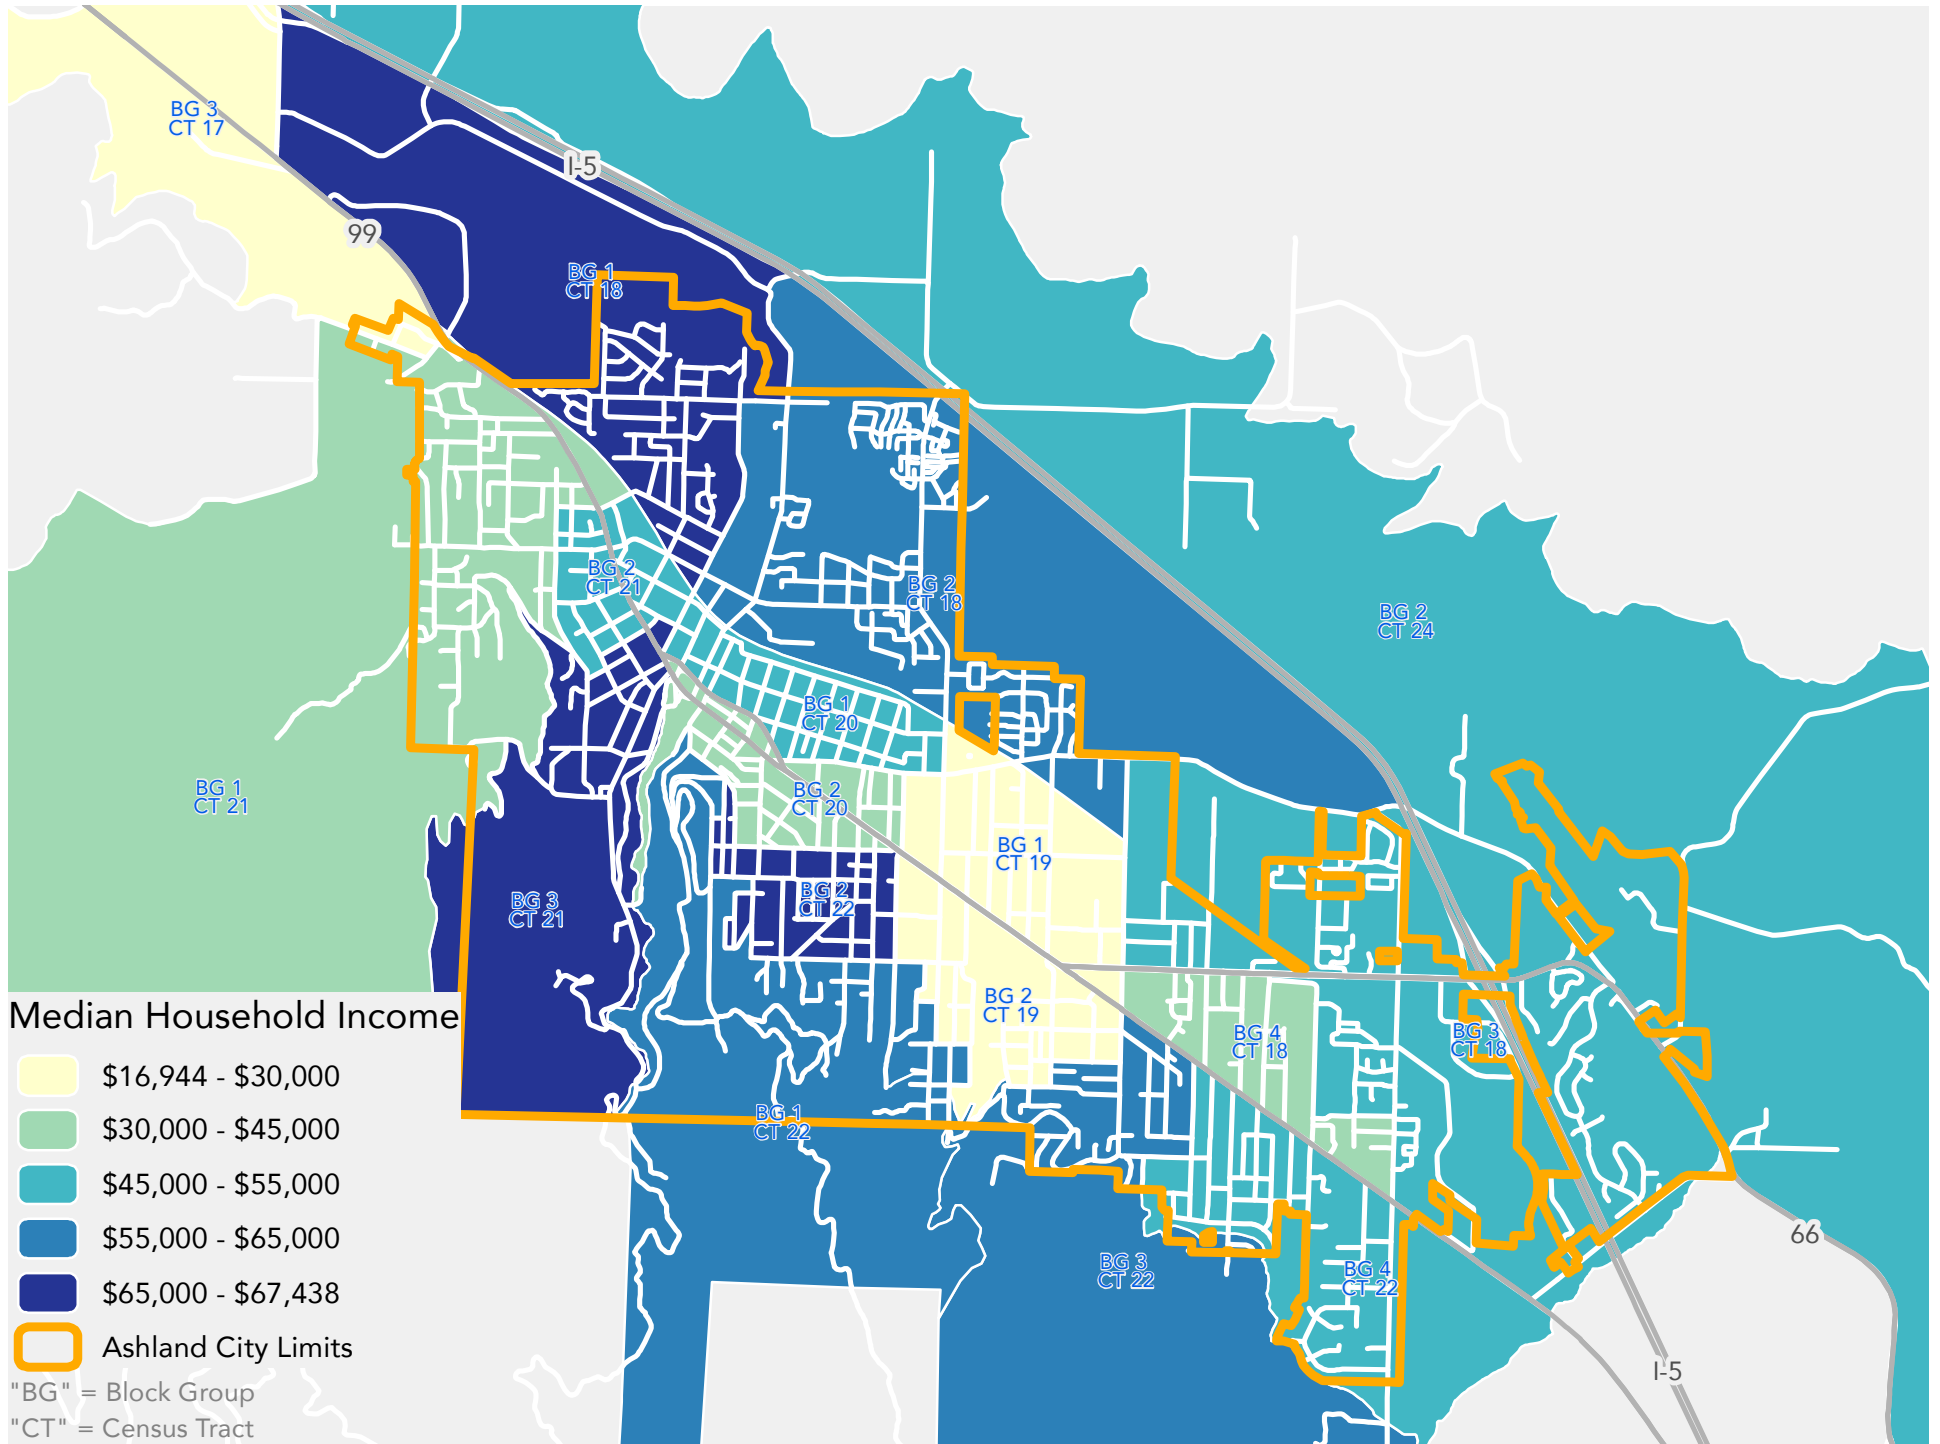 BG 3
CT 17
I-5
99
BG 1
CT 18
BG 2
CT 21
BG 2
CT 18
BG 2
CT 24
BG 1
CT 20
BG 1
CT 21
BG 2
CT 20
BG 1
CT 19
BG 2
CT 22
BG 3
CT 21
BG 2
CT 19
BG 4
CT 18
BG 3
CT 18
BG 1
CT 22
BG 3
CT 22
BG 4
CT 22
66
I-5
Median Household Income
$16,944 - $30,000
$30,000 - $45,000
$45,000 - $55,000
$55,000 - $65,000
$65,000 - $67,438
Ashland City Limits
"BG" = Block Group
"CT" = Census Tract